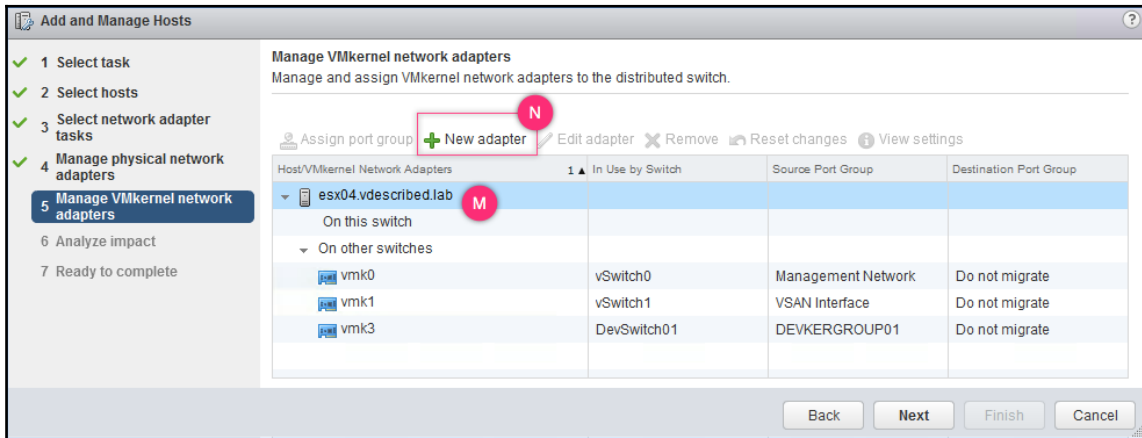 Add and Manage Hosts
?
1 Select task
2 Select hosts
3 Select network adapter
tasks
4 Manage physical network
adapters
5 Manage VMkernel network
adapters
6 Analyze impact
7 Ready to complete
Manage VMkernel network adapters
Manage and assign VMkernel network adapters to the distributed switch.
N
Assign port group New adapter Edit adapter Remove Reset changes View settings
Host/VMkernel Network Adapters 1 ▲ In Use by Switch Source Port Group Destination Port Group
esx04.vdescribed.lab
M
On this switch
On other switches
vmk0 vSwitch0 Management Network Do not migrate
vmk1 vSwitch1 VSAN Interface Do not migrate
vmk3 DevSwitch01 DEVKERGROUP01 Do not migrate
Back Next Finish Cancel